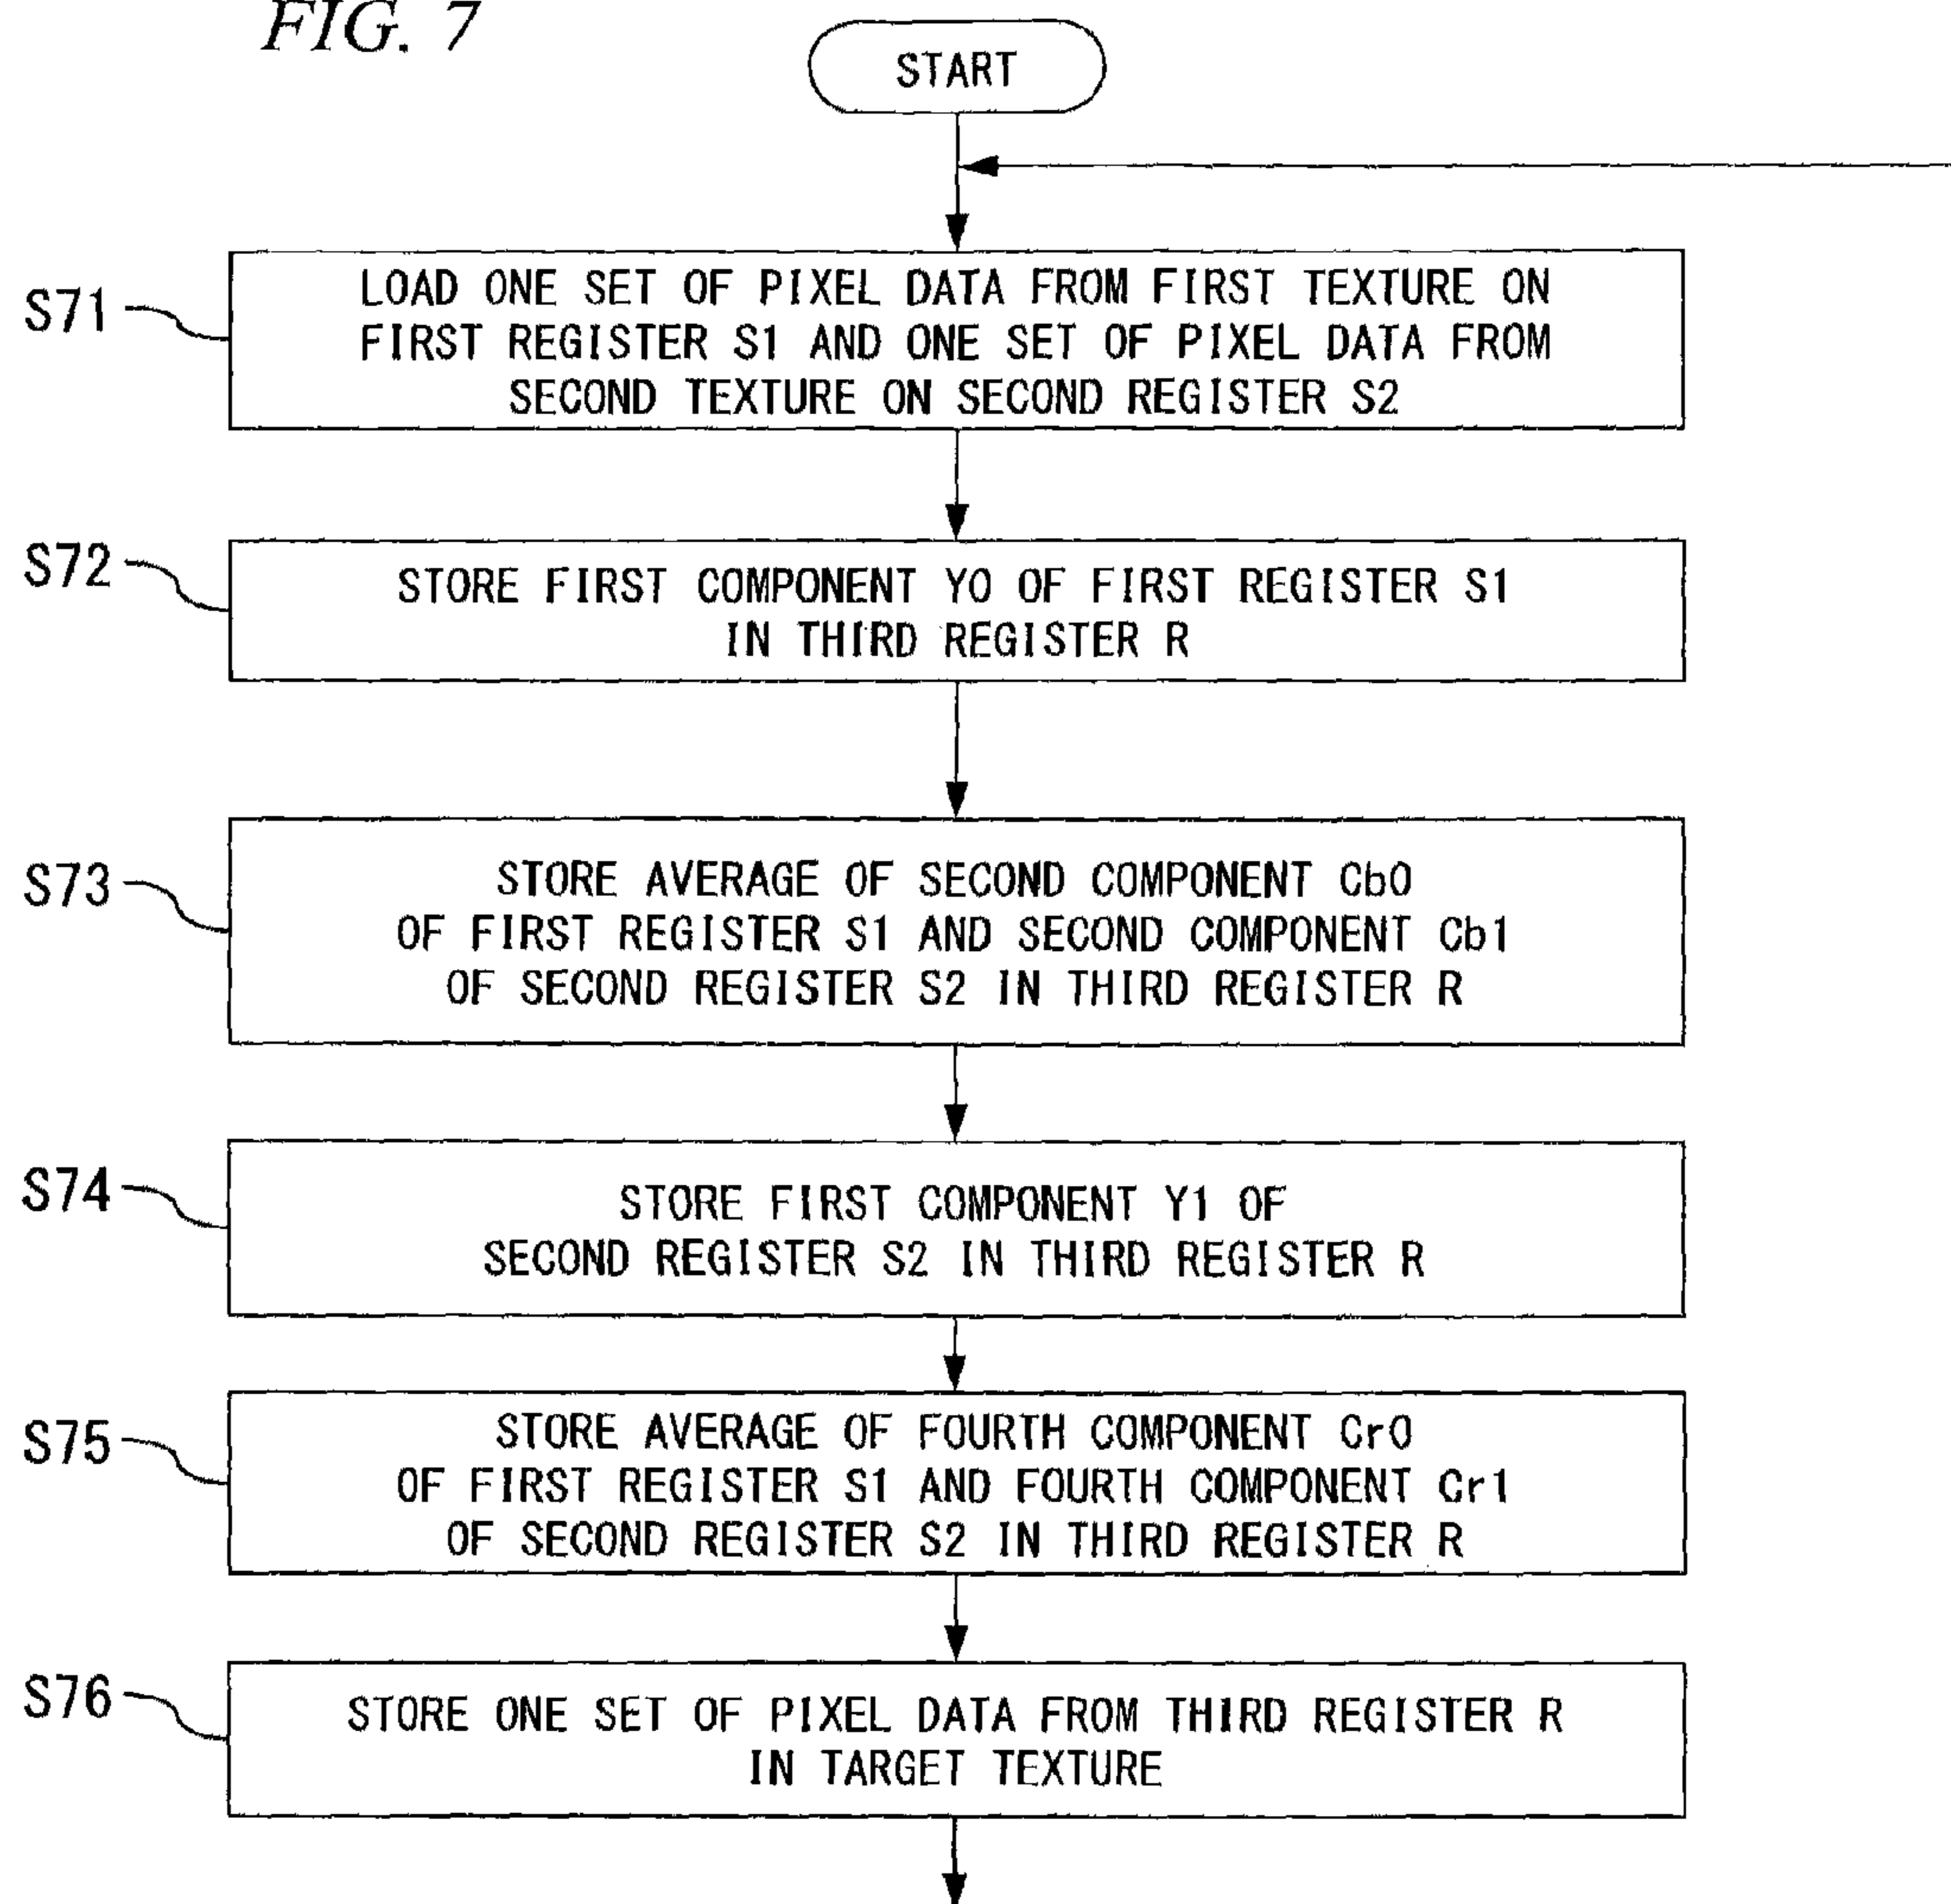 FIG. 7
START
S71
LOAD ONE SET OF PIXEL DATA FROM FIRST TEXTURE ON
FIRST REGISTER S1 AND ONE SET OF PIXEL DATA FROM
SECOND TEXTURE ON SECOND REGISTER S2
S72
STORE FIRST COMPONENT Y0 OF FIRST REGISTER S1
IN THIRD REGISTER R
S73
STORE AVERAGE OF SECOND COMPONENT Cb0
OF FIRST REGISTER S1 AND SECOND COMPONENT Cb1
OF SECOND REGISTER S2 IN THIRD REGISTER R
S74
STORE FIRST COMPONENT Y1 OF
SECOND REGISTER S2 IN THIRD REGISTER R
S75
STORE AVERAGE OF FOURTH COMPONENT Cr0
OF FIRST REGISTER S1 AND FOURTH COMPONENT Cr1
OF SECOND REGISTER S2 IN THIRD REGISTER R
S76
STORE ONE SET OF PIXEL DATA FROM THIRD REGISTER R
IN TARGET TEXTURE